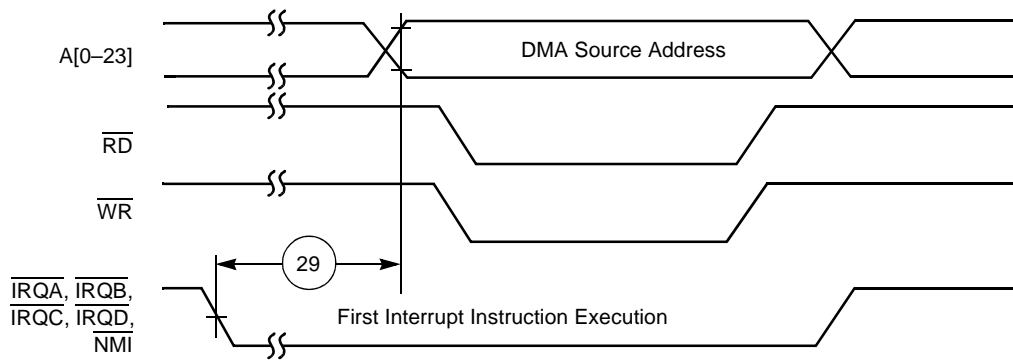 A[0–23]
DMA Source Address
RD
WR
29
IRQA, IRQB,
IRQC, IRQD,
NMI
First Interrupt Instruction Execution